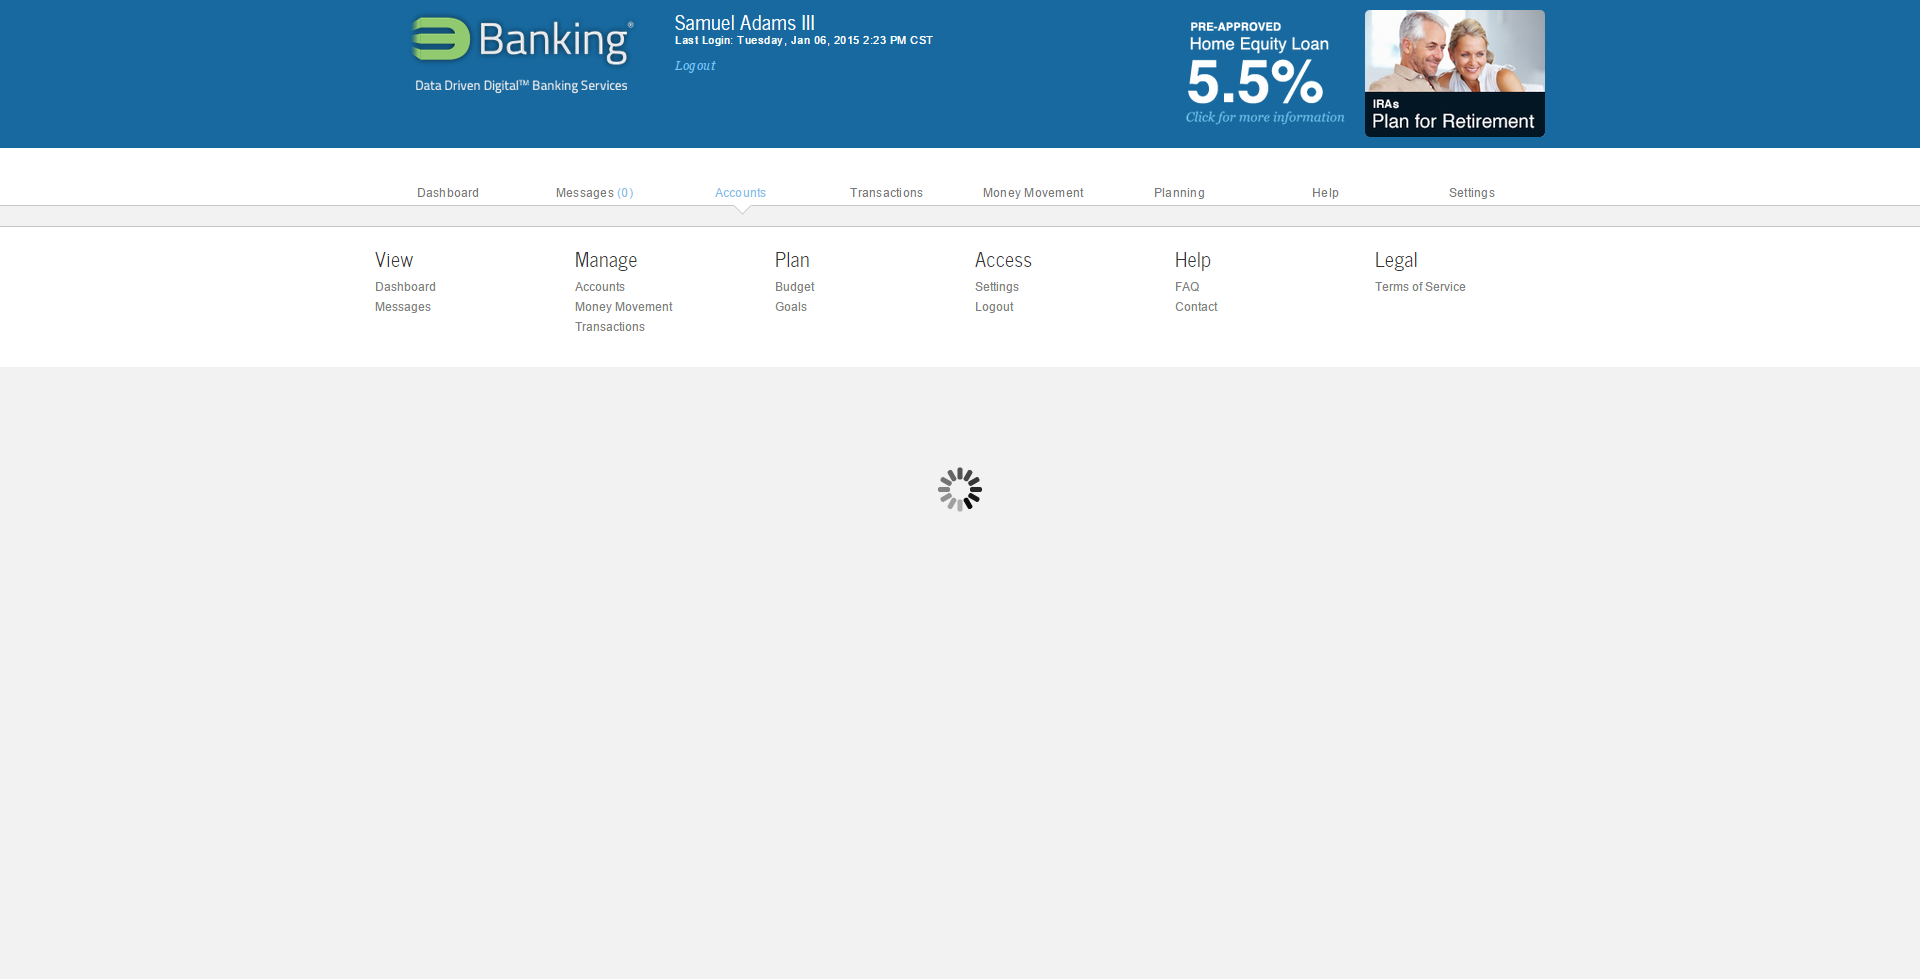 Banking®
Data Driven Digital™ Banking Services
Samuel Adams III
Last Login: Tuesday, Jan 06, 2015 2:23 PM CST
Logout
PRE-APPROVED
Home Equity Loan
5.5%
Click for more information
IRAs
Plan for Retirement
Dashboard
Messages (0)
Accounts
Transactions
Money Movement
Planning
Help
Settings
View
Dashboard
Messages
Manage
Accounts
Money Movement
Transactions
Plan
Budget
Goals
Access
Settings
Logout
Help
FAQ
Contact
Legal
Terms of Service